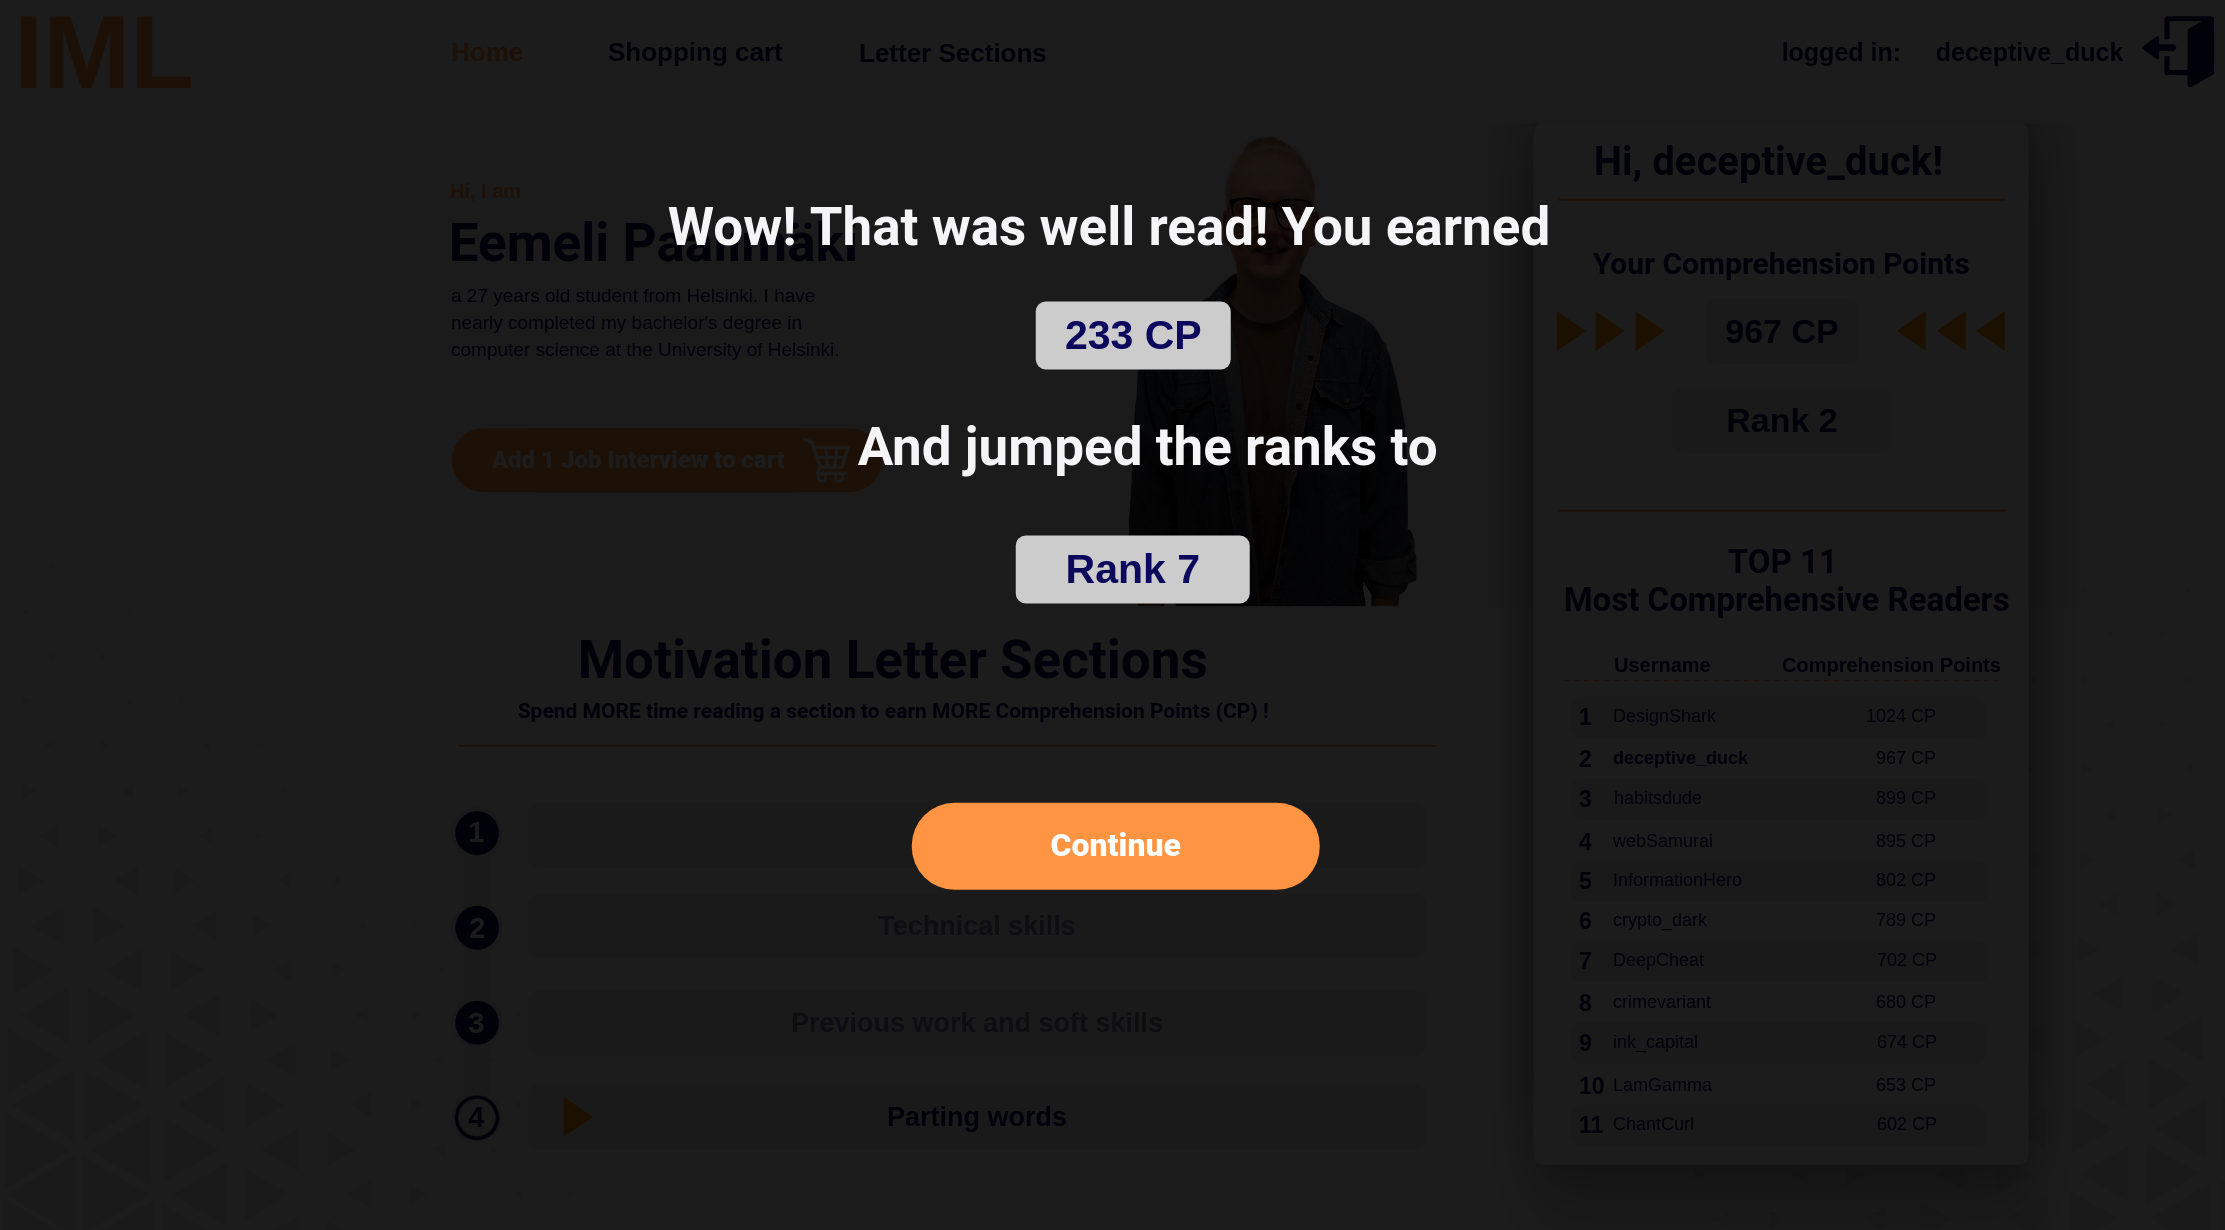 IML
Home
Shopping cart
Letter Sections
logged in:
deceptive_duck
Hi, I am
Eemeli Paalimäki
a 27 years old student from Helsinki. I have
nearly completed my bachelor's degree in
computer science at the University of Helsinki.
Add 1 Job Interview to cart
Wow! That was well read! You earned
233 CP
And jumped the ranks to
Rank 7
Continue
Motivation Letter Sections
Spend MORE time reading a section to earn MORE Comprehension Points (CP) !
1
2
Technical skills
3
Previous work and soft skills
4
Parting words
Hi, deceptive_duck!
Your Comprehension Points
967 CP
Rank 2
TOP 11
Most Comprehensive Readers
Username Comprehension Points
1 DesignShark 1024 CP
2 deceptive_duck 967 CP
3 habitsdude 899 CP
4 webSamurai 895 CP
5 InformationHero 802 CP
6 crypto_dark 789 CP
7 DeepCheat 702 CP
8 crimevariant 680 CP
9 ink_capital 674 CP
10 LamGamma 653 CP
11 ChantCurl 602 CP